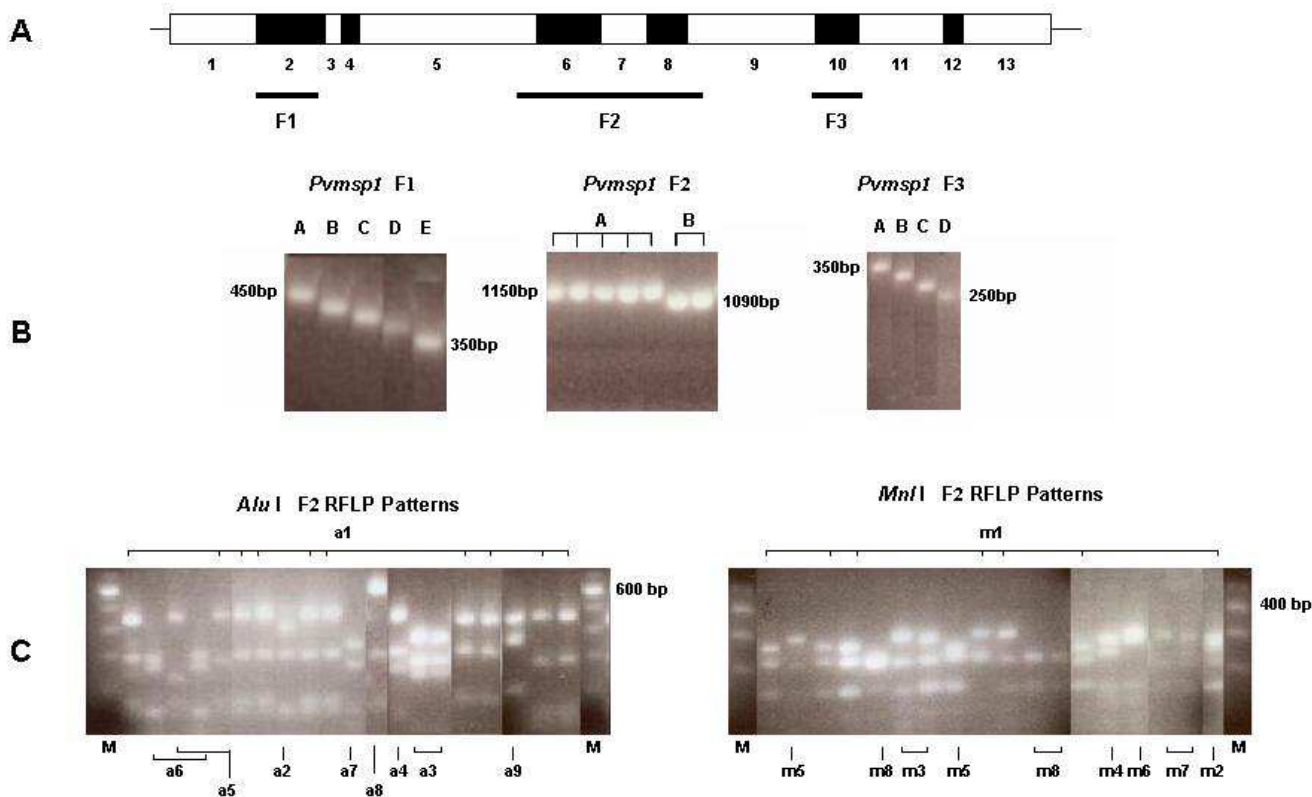 A
1 2 3 4 5 6 7 8 9 10 11 12 13
F1 F2 F3
Pvmsp1 F1
A B C D E
450bp
350bp
Pvmsp1 F2
A B
1150bp
1090bp
Pvmsp1 F3
A B C D
350bp
250bp
B
Alu I F2 RFLP Patterns
a1
600 bp
M a6 a5 a2 a7 a8 a4 a3 a9 M
Mnl I F2 RFLP Patterns
m1
400 bp
M m5 m8 m3 m5 m8 m4 m6 m7 m2 M
C